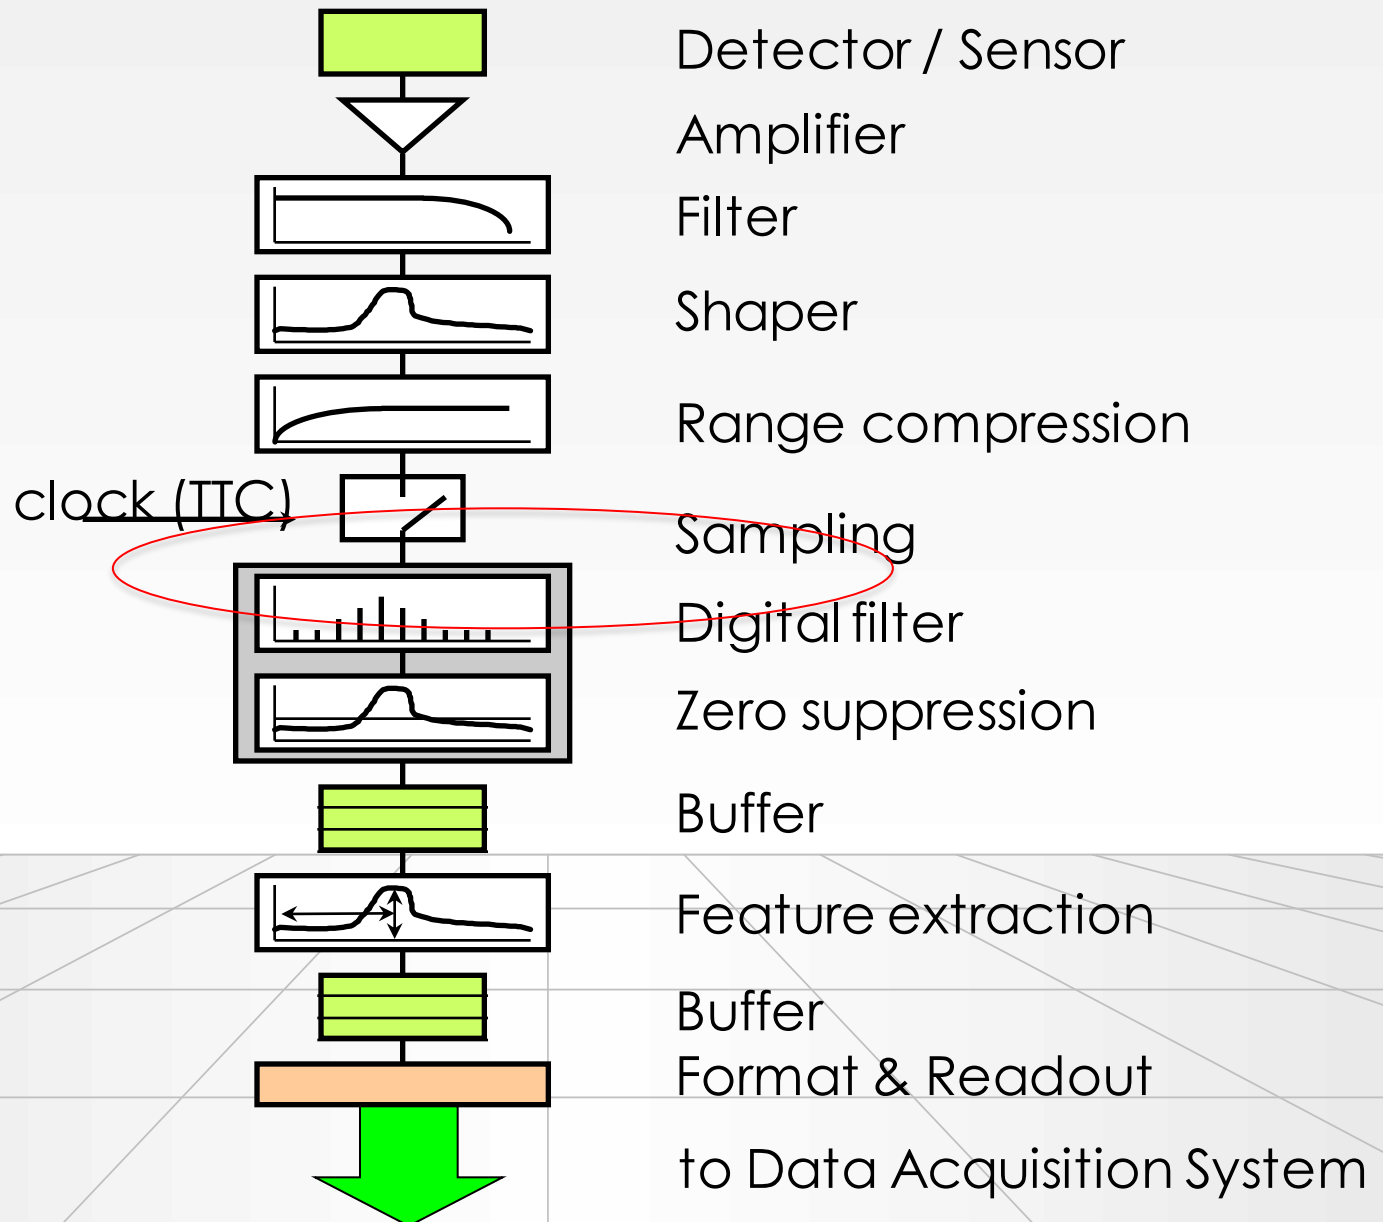 Detector / Sensor
Amplifier
Filter
Shaper
Range compression
clock (TTC)
Sampling
Digital filter
Zero suppression
Buffer
Feature extraction
Buffer
Format & Readout
to Data Acquisition System